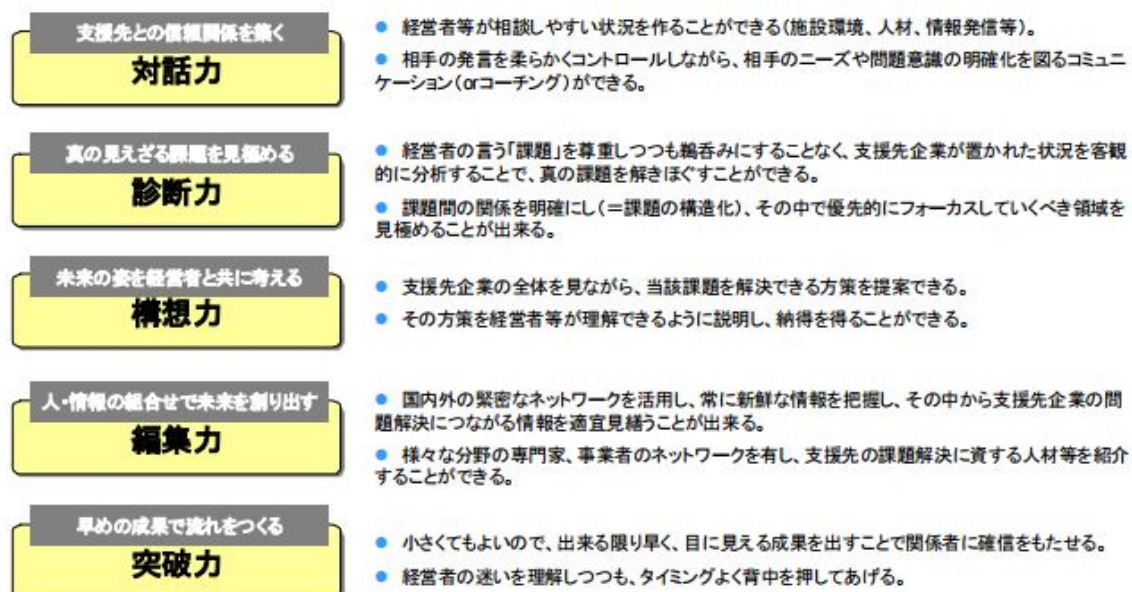 支援先との信頼関係を築く
対話力
● 経営者等が相談しやすい状況を作ることができる(施設環境、人材、情報発信等)。
● 相手の発言を柔らかくコントロールしながら、相手のニーズや問題意識の明確化を図るコミュニ
ケーション(orコーチング)ができる。
真の見えざる課題を見極める
診断力
● 経営者の言う「課題」を尊重しつつも鵜呑みにすることなく、支援先企業が置かれた状況を客観
的に分析することで、真の課題を解きほぐすことができる。
● 課題間の関係を明確にし(=課題の構造化)、その中で優先的にフォーカスしていくべき領域を
見極めることが出来る。
未来の姿を経営者と共に考える
構想力
● 支援先企業の全体を見ながら、当該課題を解決できる方策を提案できる。
● その方策を経営者等が理解できるように説明し、納得を得ることができる。
人・情報の組合せで未来を創り出す
編集力
● 国内外の緊密なネットワークを活用し、常に新鮮な情報を把握し、その中から支援先企業の問
題解決につながる情報を適宜見繕うことが出来る。
● 様々な分野の専門家、事業者のネットワークを有し、支援先の課題解決に資する人材等を紹介
することができる。
早めの成果で流れをつくる
突破力
● 小さくてもよいので、出来る限り早く、目に見える成果を出すことで関係者に確信をもたせる。
● 経営者の迷いを理解しつつも、タイミングよく背中を押してあげる。